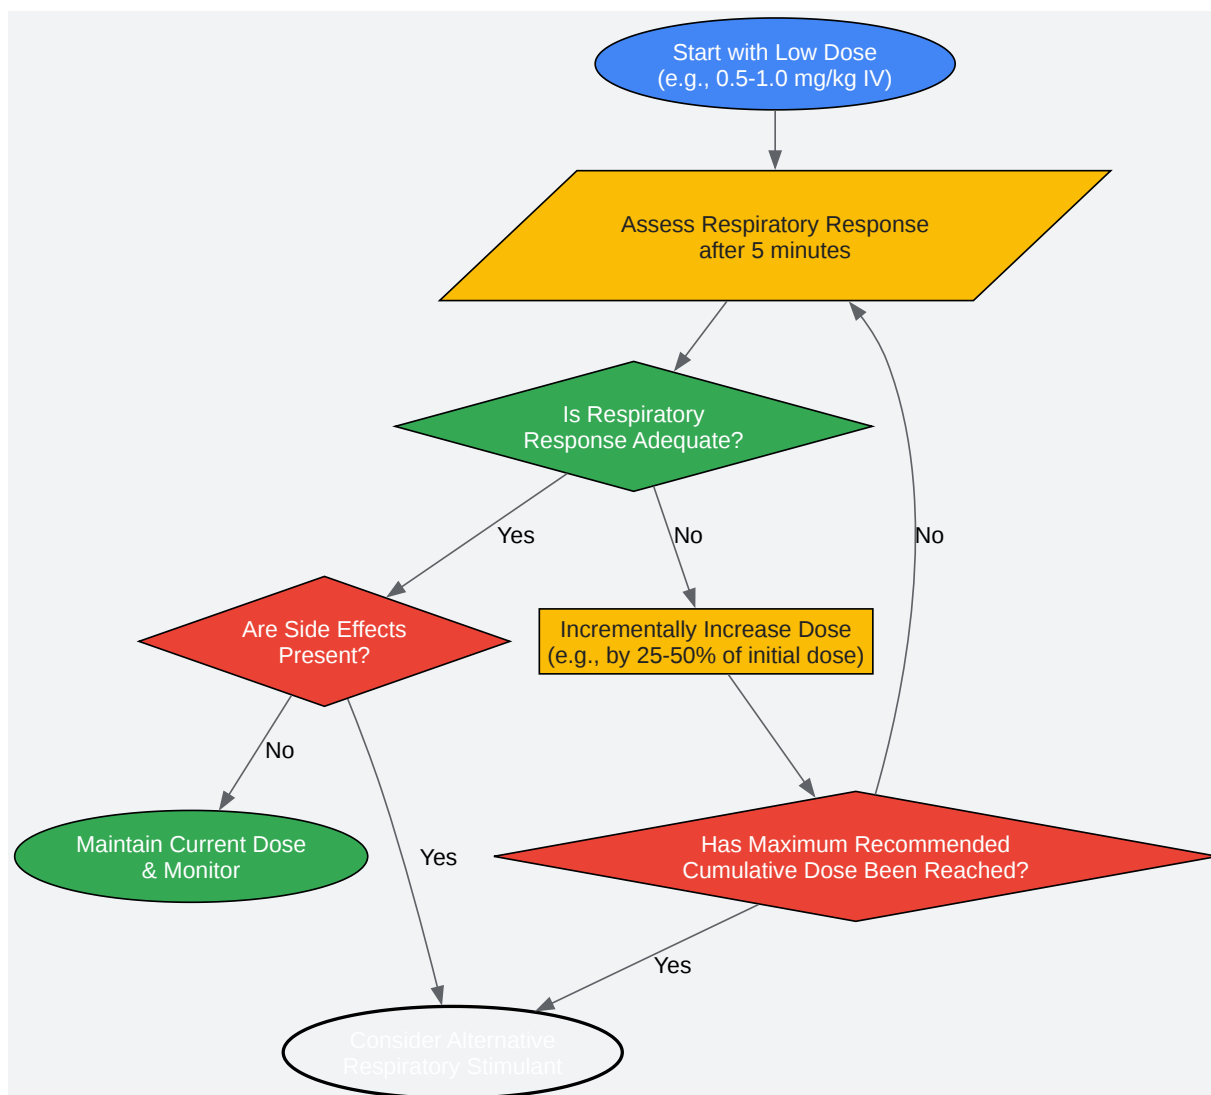 Start with Low Dose
(e.g., 0.5-1.0 mg/kg IV)
Assess Respiratory Response
after 5 minutes
Is Respiratory
Response Adequate?
Yes
No
No
Are Side Effects
Present?
Incrementally Increase Dose
(e.g., by 25-50% of initial dose)
No
Yes
Maintain Current Dose
& Monitor
Has Maximum Recommended
Cumulative Dose Been Reached?
Yes
Consider Alternative
Respiratory Stimulant